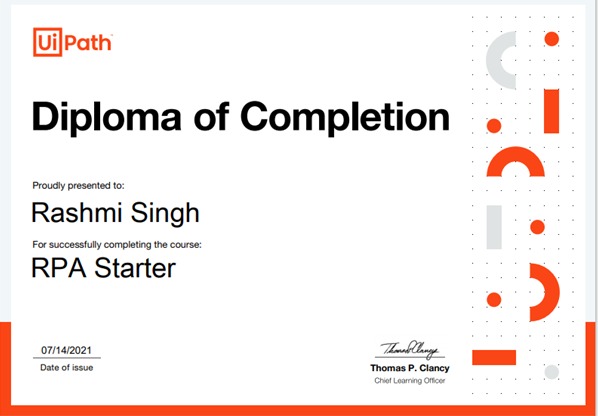 UiPath
Diploma of Completion
Proudly presented to:
Rashmi Singh
For successfully completing the course:
RPA Starter
07/14/2021
Date of issue
Thomas P. Clancy
Thomas P. Clancy
Chief Learning Officer